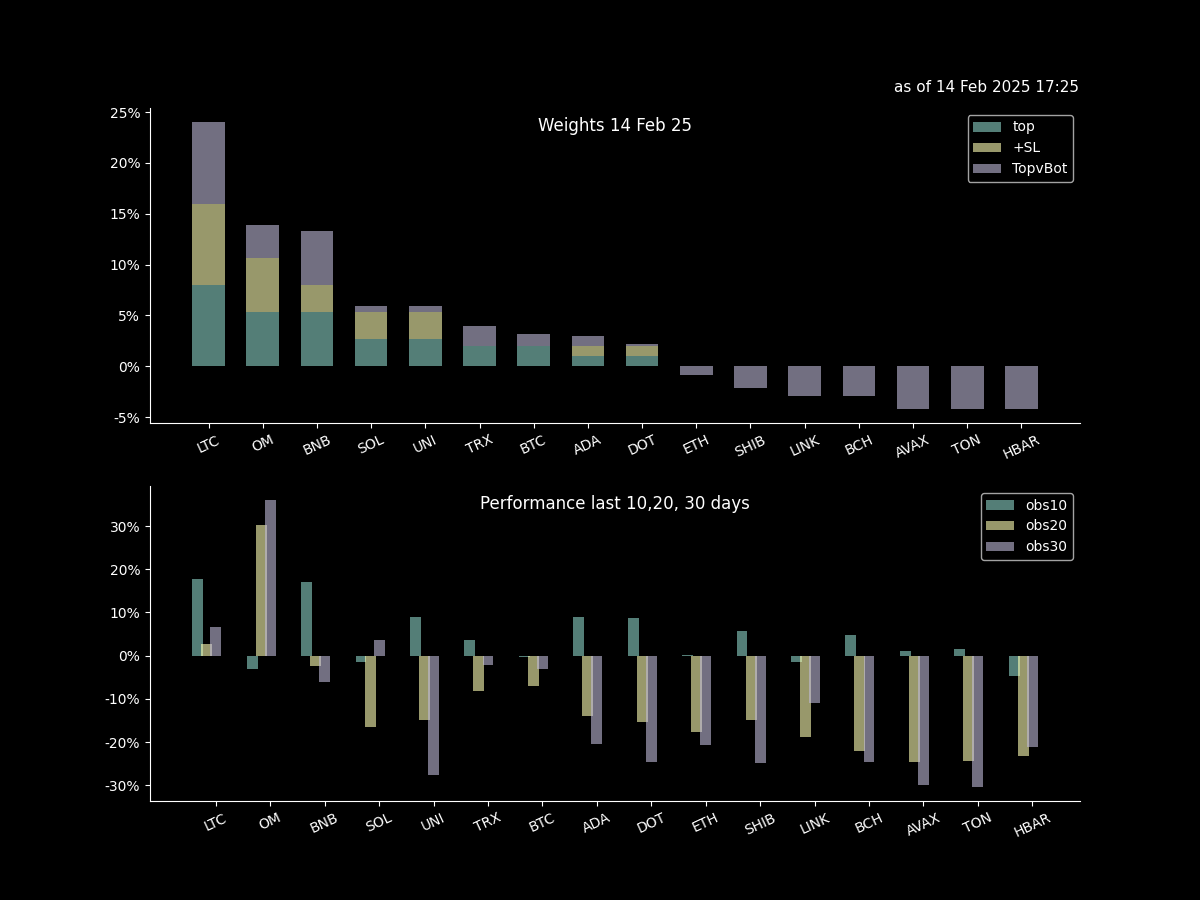 as of 14 Feb 2025 17:25
Weights 14 Feb 25
top
+SL
TopvBot
25%
20%
15%
10%
5%
0%
-5%
LTC OM BNB SOL UNI TRX BTC ADA DOT ETH SHIB LINK BCH AVAX TON HBAR
Performance last 10,20, 30 days
obs10
obs20
obs30
30%
20%
10%
0%
-10%
-20%
-30%
LTC OM BNB SOL UNI TRX BTC ADA DOT ETH SHIB LINK BCH AVAX TON HBAR